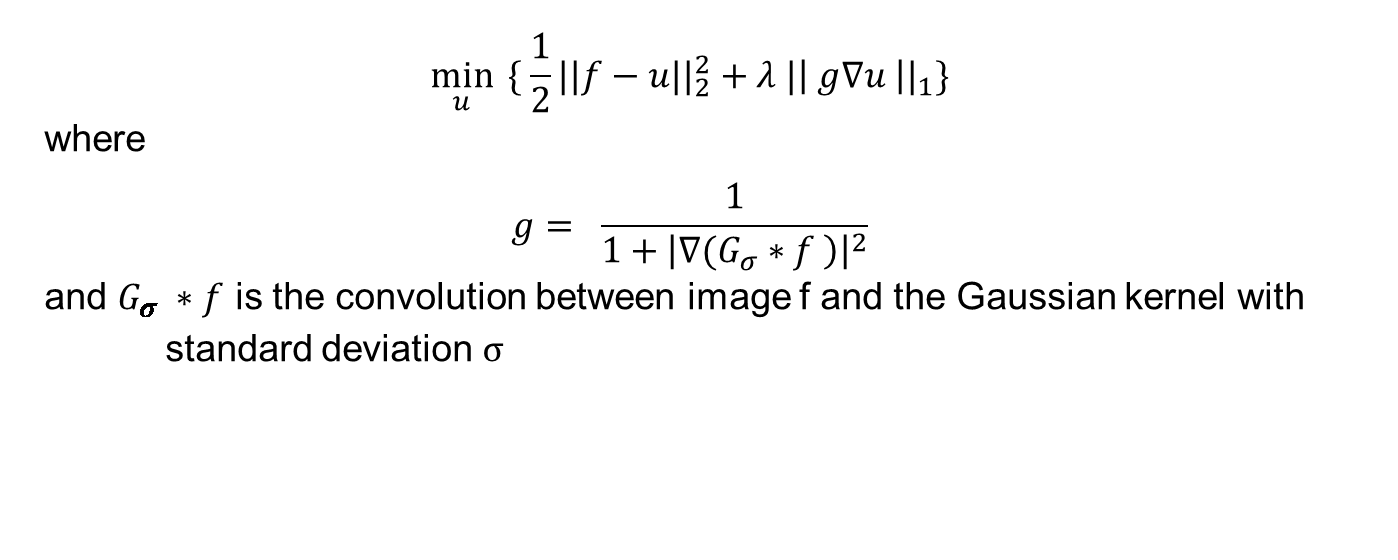 min_u {1/2 ||f − u||₂² + λ || g∇u ||₁}
where
g = 1 / (1 + |∇(G_σ ∗ f )|²)
and G_σ ∗ f is the convolution between image f and the Gaussian kernel with
standard deviation σ